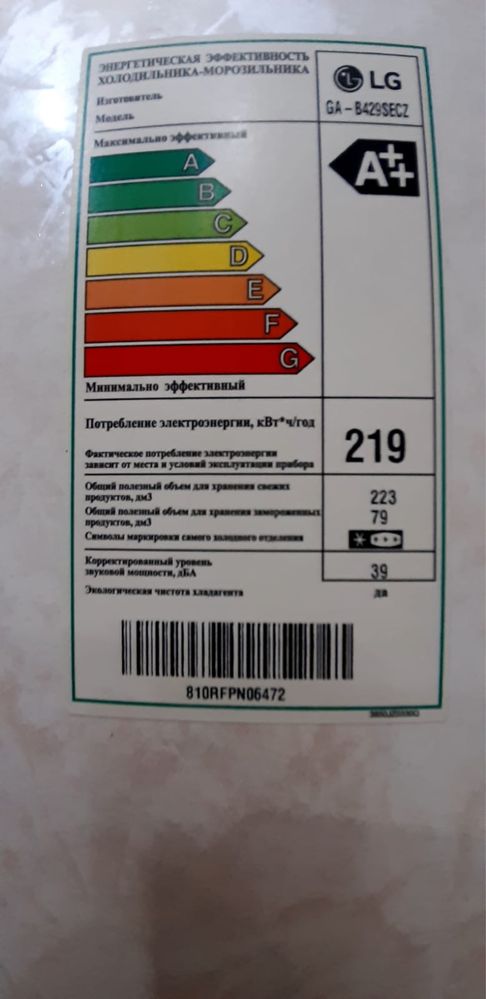 ЭНЕРГЕТИЧЕСКАЯ ЭФФЕКТИВНОСТЬ
ХОЛОДИЛЬНИКА-МОРОЗИЛЬНИКА
LG
Изготовитель
Модель
GA-B429SECZ
Максимально эффективный
A++
A
B
C
D
E
F
G
Минимально эффективный
Потребление электроэнергии, кВт*ч/год
219
Фактическое потребление электроэнергии
зависит от места и условий эксплуатации прибора
Общий полезный объем для хранения свежих
продуктов, дм3
223
Общий полезный объем для хранения замороженных
продуктов, дм3
79
Символы маркировки самого холодного отделения
Корректированный уровень
звуковой мощности, дБА
39
Экологическая чистота хладагента
да
810RFPN06472